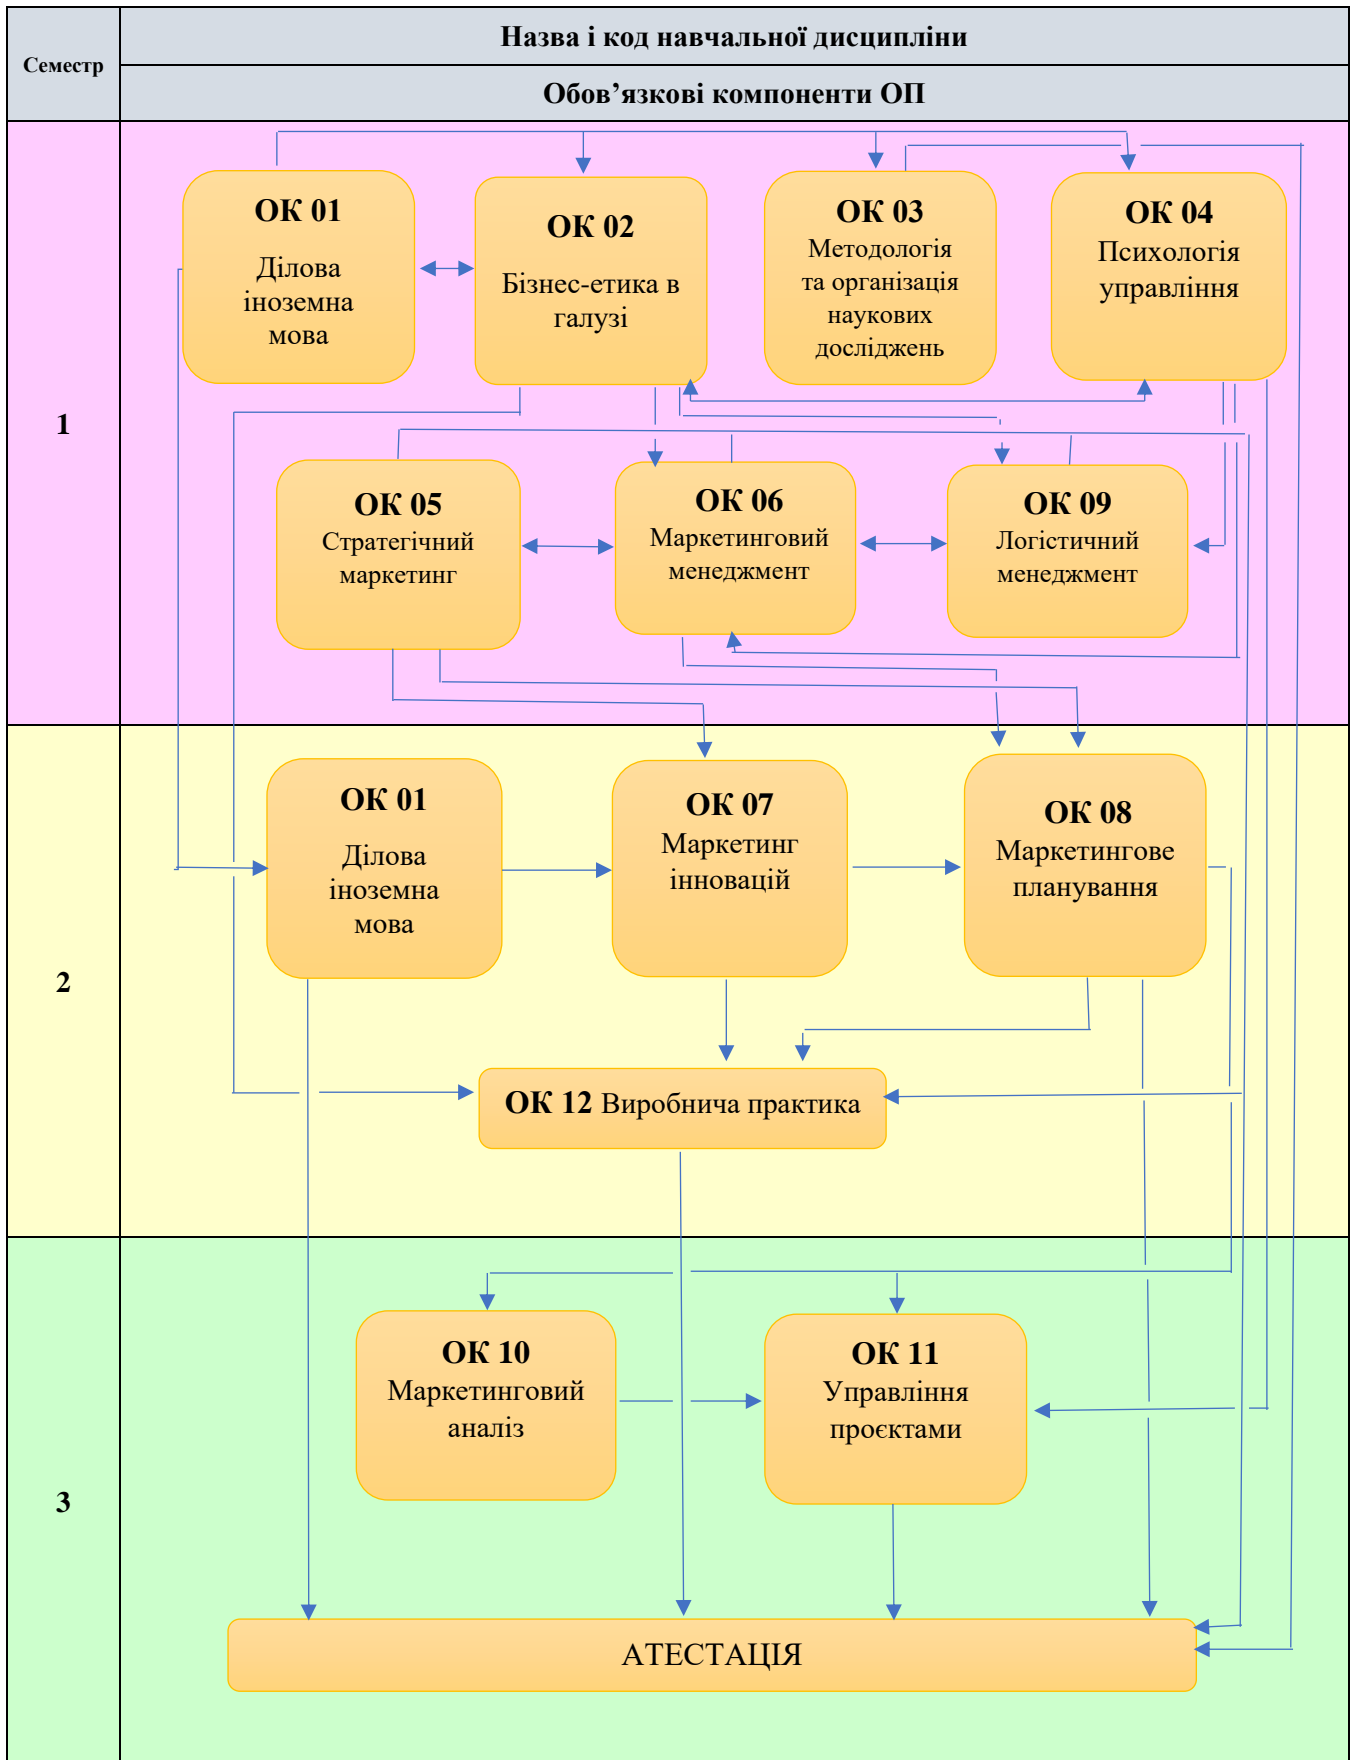 Семестр
Назва і код навчальної дисципліни
Обов’язкові компоненти ОП
1
ОК 01
Ділова
іноземна
мова
ОК 02
Бізнес-етика в
галузі
ОК 03
Методологія
та організація
наукових
досліджень
ОК 04
Психологія
управління
ОК 05
Стратегічний
маркетинг
ОК 06
Маркетинговий
менеджмент
ОК 09
Логістичний
менеджмент
2
ОК 01
Ділова
іноземна
мова
ОК 07
Маркетинг
інновацій
ОК 08
Маркетингове
планування
ОК 12 Виробнича практика
3
ОК 10
Маркетинговий
аналіз
ОК 11
Управління
проєктами
АТЕСТАЦІЯ